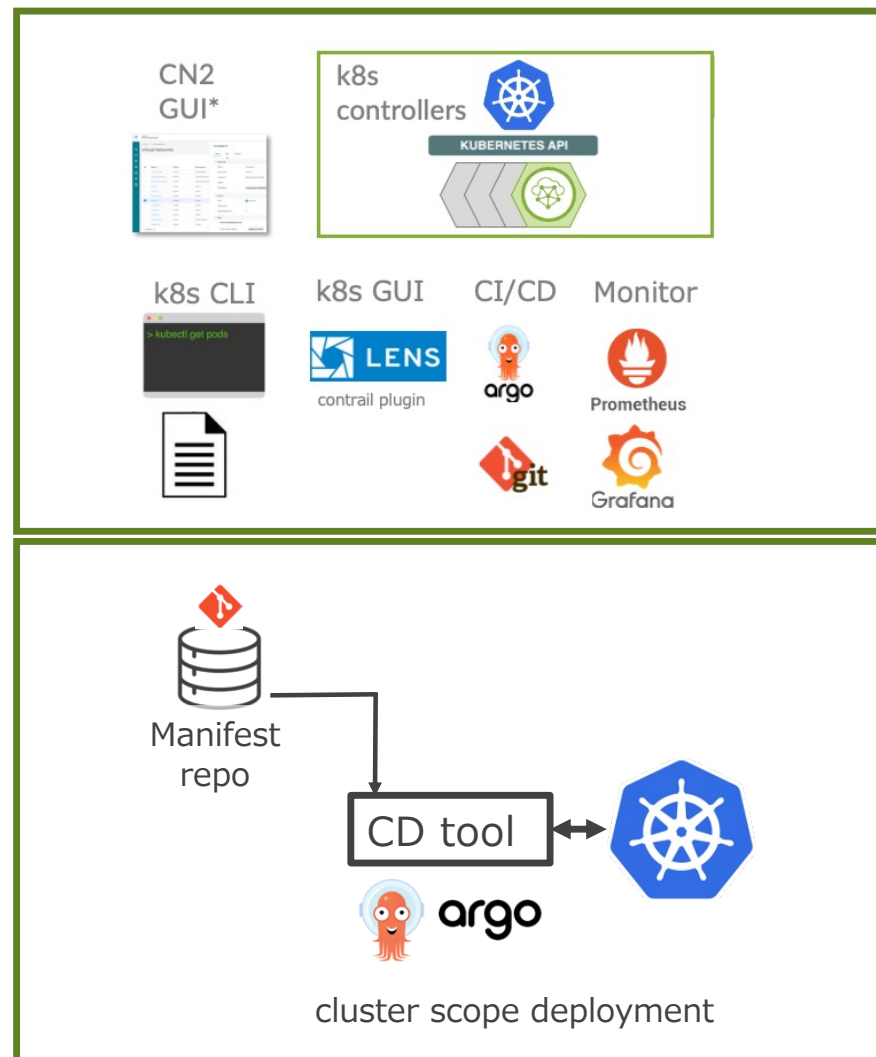 CN2
GUI*
k8s
controllers
KUBERNETES API
k8s CLI
k8s GUI
CI/CD
Monitor
> kubectl get pods
LENS
contrail plugin
argo
Prometheus
git
Grafana
Manifest
repo
CD tool
argo
cluster scope deployment